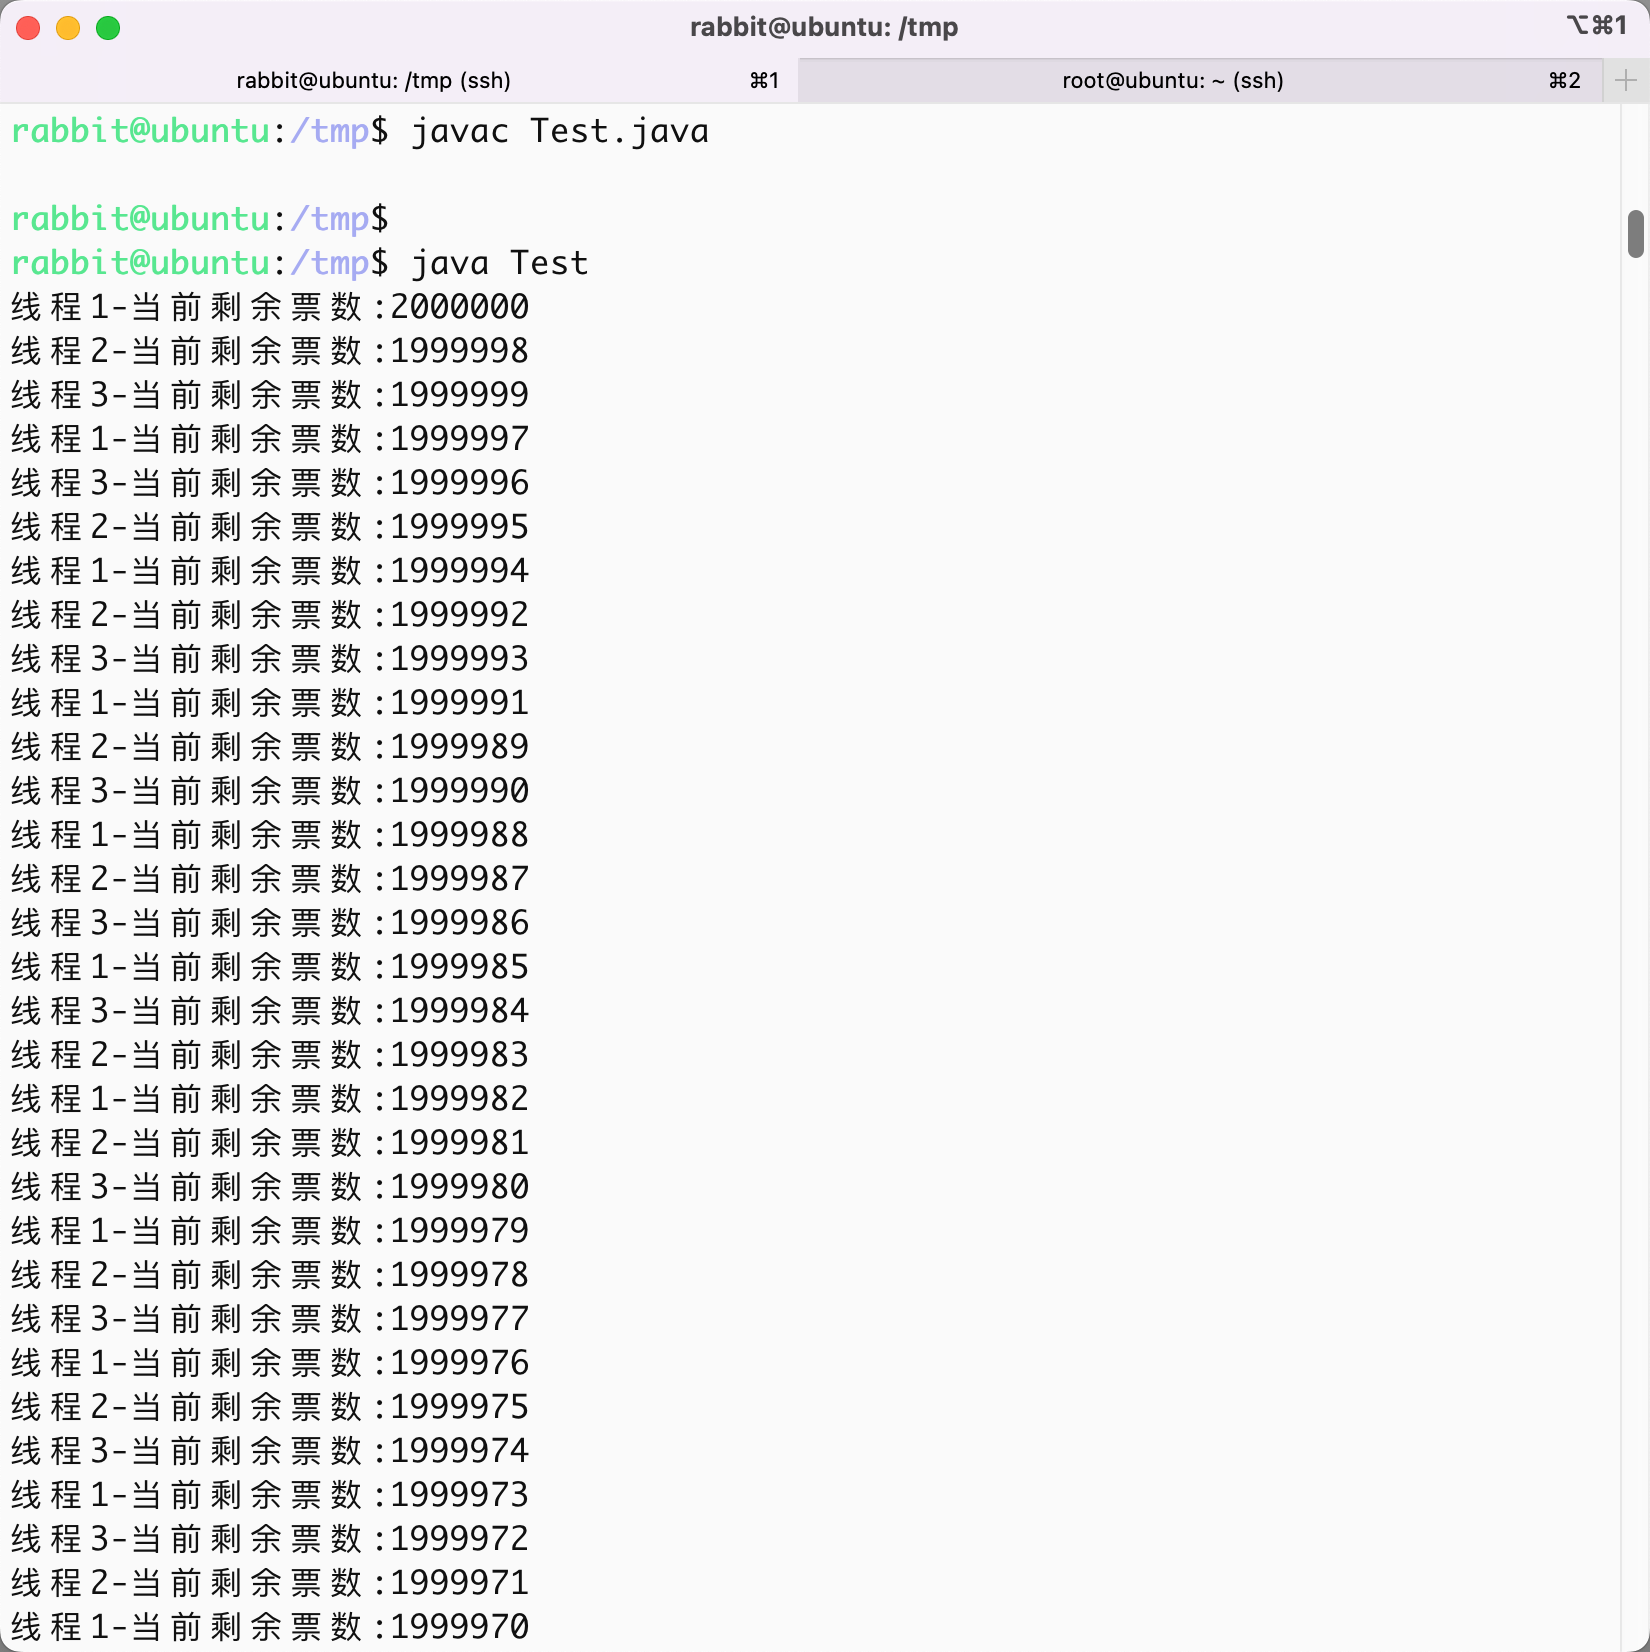 rabbit@ubuntu: /tmp
⌥⌘1
rabbit@ubuntu: /tmp (ssh) ⌘1
root@ubuntu: ~ (ssh) ⌘2
rabbit@ubuntu:/tmp$ javac Test.java
rabbit@ubuntu:/tmp$
rabbit@ubuntu:/tmp$ java Test
线程1-当前剩余票数:2000000
线程2-当前剩余票数:1999998
线程3-当前剩余票数:1999999
线程1-当前剩余票数:1999997
线程3-当前剩余票数:1999996
线程2-当前剩余票数:1999995
线程1-当前剩余票数:1999994
线程2-当前剩余票数:1999992
线程3-当前剩余票数:1999993
线程1-当前剩余票数:1999991
线程2-当前剩余票数:1999989
线程3-当前剩余票数:1999990
线程1-当前剩余票数:1999988
线程2-当前剩余票数:1999987
线程3-当前剩余票数:1999986
线程1-当前剩余票数:1999985
线程3-当前剩余票数:1999984
线程2-当前剩余票数:1999983
线程1-当前剩余票数:1999982
线程2-当前剩余票数:1999981
线程3-当前剩余票数:1999980
线程1-当前剩余票数:1999979
线程2-当前剩余票数:1999978
线程3-当前剩余票数:1999977
线程1-当前剩余票数:1999976
线程2-当前剩余票数:1999975
线程3-当前剩余票数:1999974
线程1-当前剩余票数:1999973
线程3-当前剩余票数:1999972
线程2-当前剩余票数:1999971
线程1-当前剩余票数:1999970